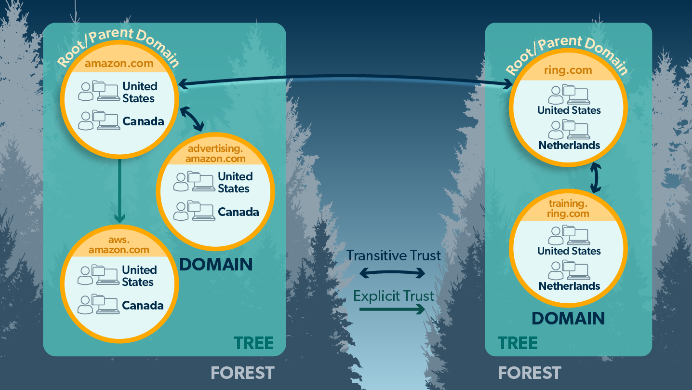 Root/Parent Domain
amazon.com
United
States
Canada
advertising.
amazon.com
United
States
Canada
aws.
amazon.com
United
States
Canada
DOMAIN
TREE
FOREST
Transitive Trust
Explicit Trust
Root/Parent Domain
ring.com
United States
Netherlands
training.
ring.com
United States
Netherlands
DOMAIN
TREE
FOREST